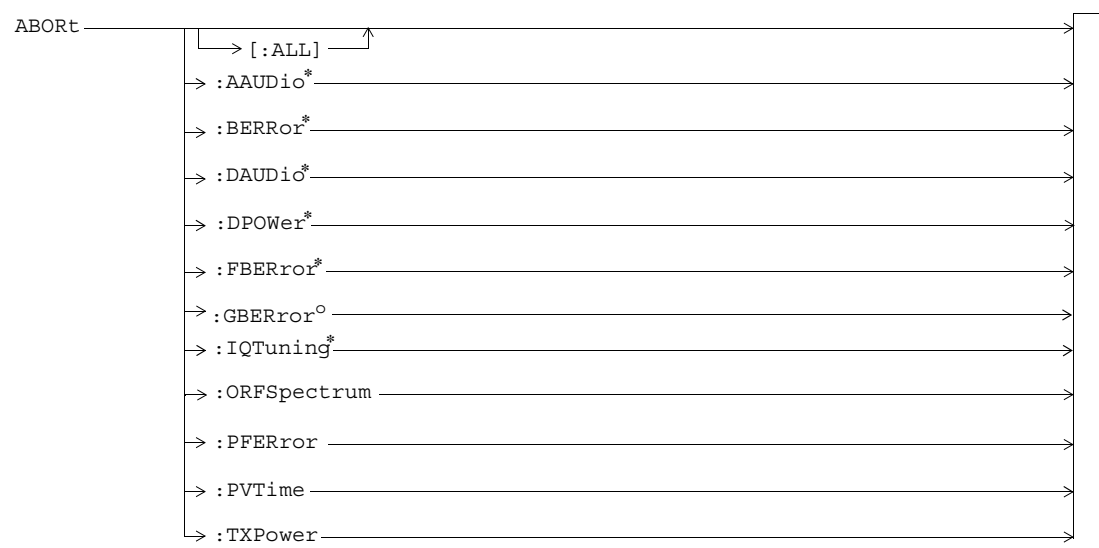 ABORt
[:ALL]
:AAUDio*
:BERRor*
:DAUDio*
:DPOWer*
:FBERror*
:GBERror°
:IQTuning*
:ORFSpectrum
:PFERror
:PVTime
:TXPower